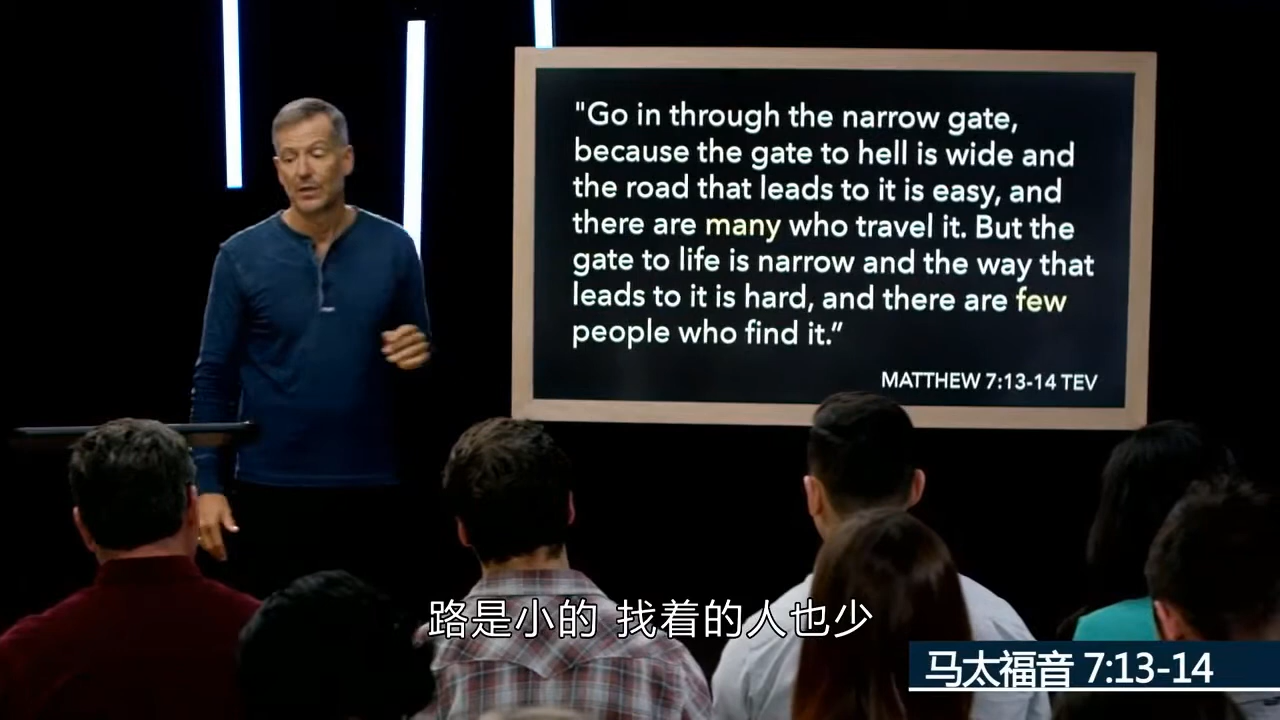 "Go in through the narrow gate,
because the gate to hell is wide and
the road that leads to it is easy, and
there are many who travel it. But the
gate to life is narrow and the way that
leads to it is hard, and there are few
people who find it.”
MATTHEW 7:13-14 TEV
路是小的 找着的人也少
马太福音 7:13-14